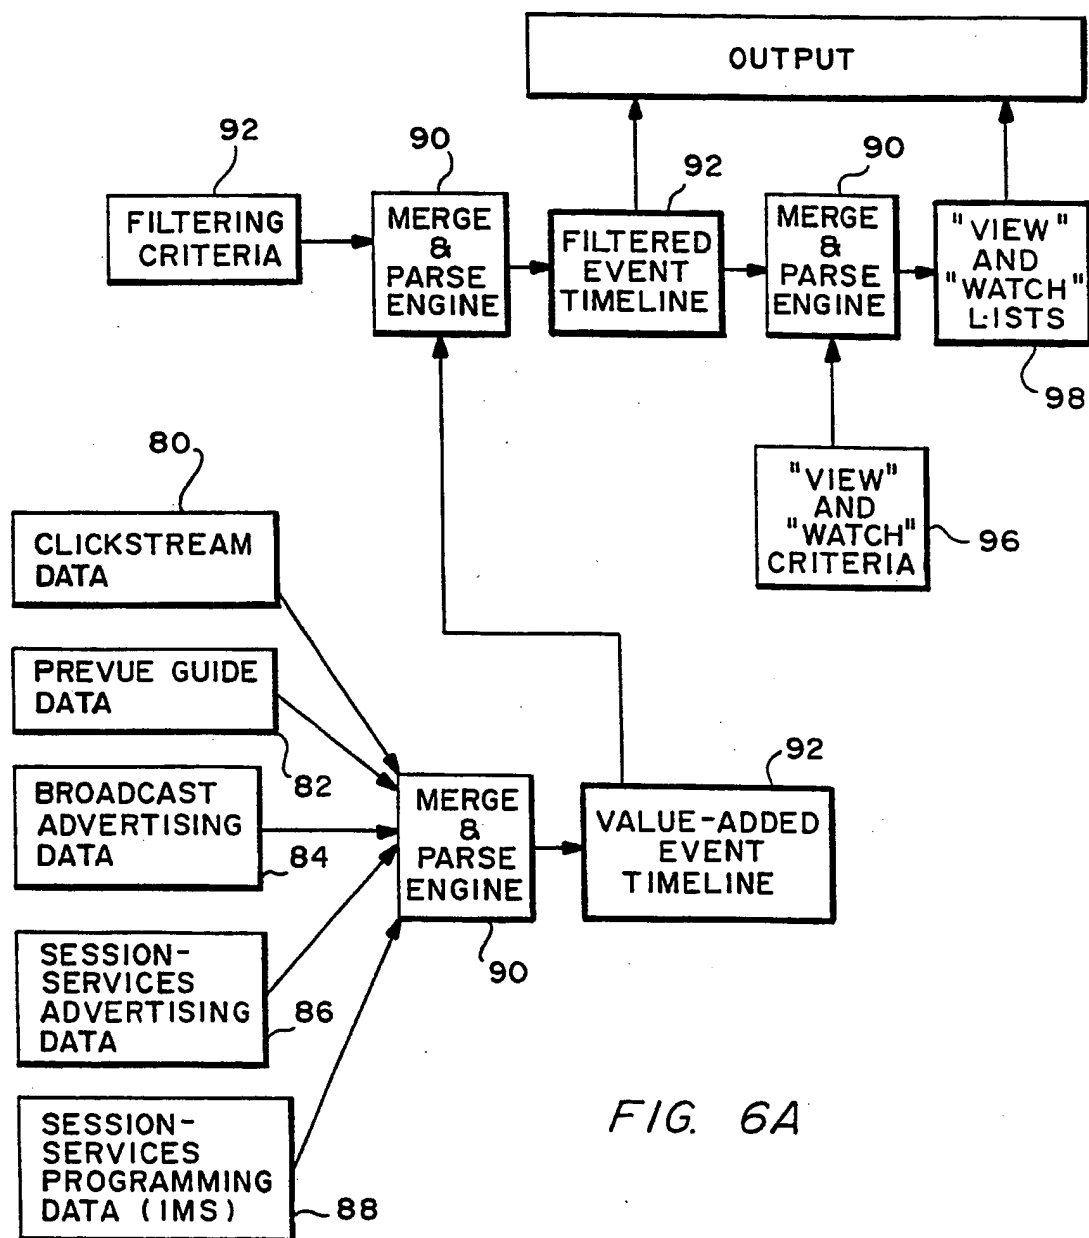 OUTPUT
92
FILTERING
CRITERIA
90
MERGE
&
PARSE
ENGINE
92
FILTERED
EVENT
TIMELINE
90
MERGE
&
PARSE
ENGINE
"VIEW"
AND
"WATCH"
LISTS
98
"VIEW"
AND
"WATCH"
CRITERIA
96
80
CLICKSTREAM
DATA
PREVUE GUIDE
DATA
82
BROADCAST
ADVERTISING
DATA
84
SESSION-
SERVICES
ADVERTISING
DATA
86
SESSION-
SERVICES
PROGRAMMING
DATA (IMS)
88
MERGE
&
PARSE
ENGINE
90
92
VALUE-ADDED
EVENT
TIMELINE
FIG. 6A